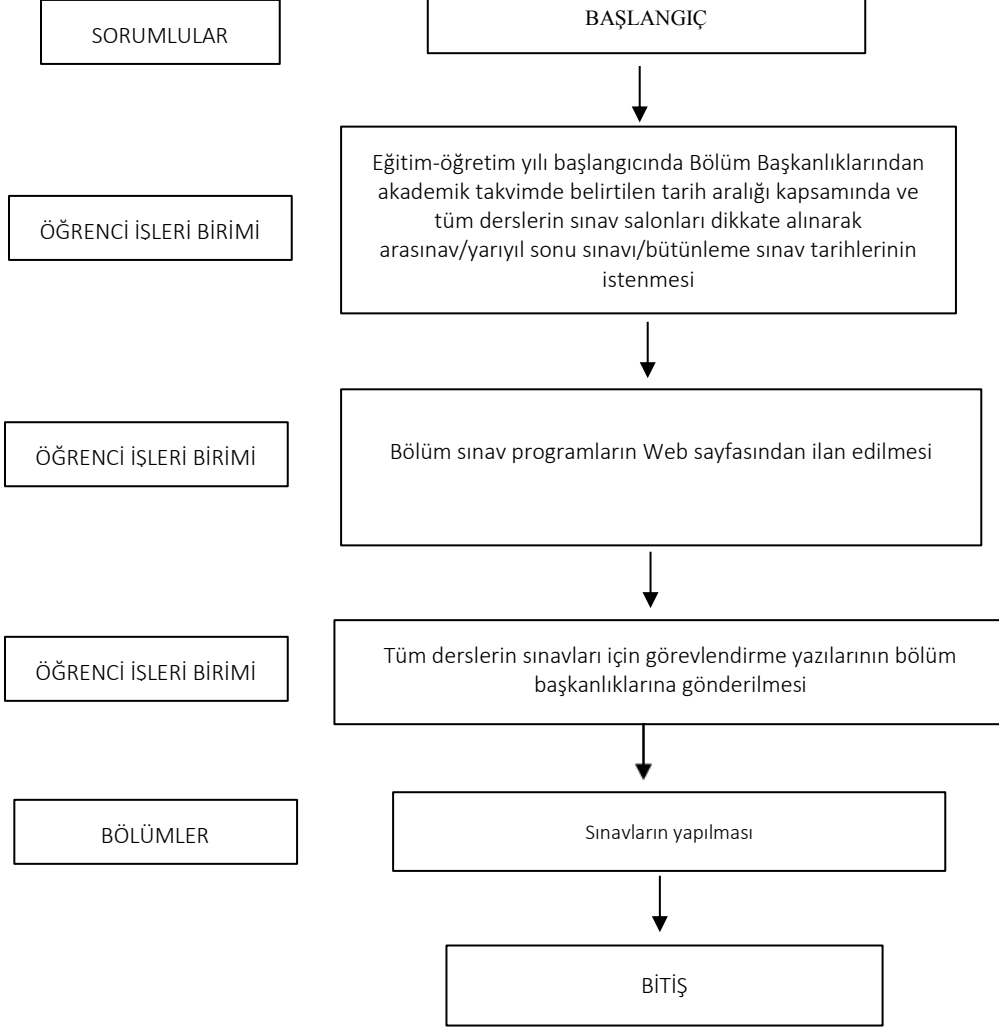 SORUMLULAR
BAŞLANGIÇ
ÖĞRENCİ İŞLERİ BİRİMİ
Eğitim-öğretim yılı başlangıcında Bölüm Başkanlıklarından
akademik takvimde belirtilen tarih aralığı kapsamında ve
tüm derslerin sınav salonları dikkate alınarak
arasınav/yarıyıl sonu sınavı/bütünleme sınav tarihlerinin
istenmesi
ÖĞRENCİ İŞLERİ BİRİMİ
Bölüm sınav programların Web sayfasından ilan edilmesi
ÖĞRENCİ İŞLERİ BİRİMİ
Tüm derslerin sınavları için görevlendirme yazılarının bölüm
başkanlıklarına gönderilmesi
BÖLÜMLER
Sınavların yapılması
BİTİŞ